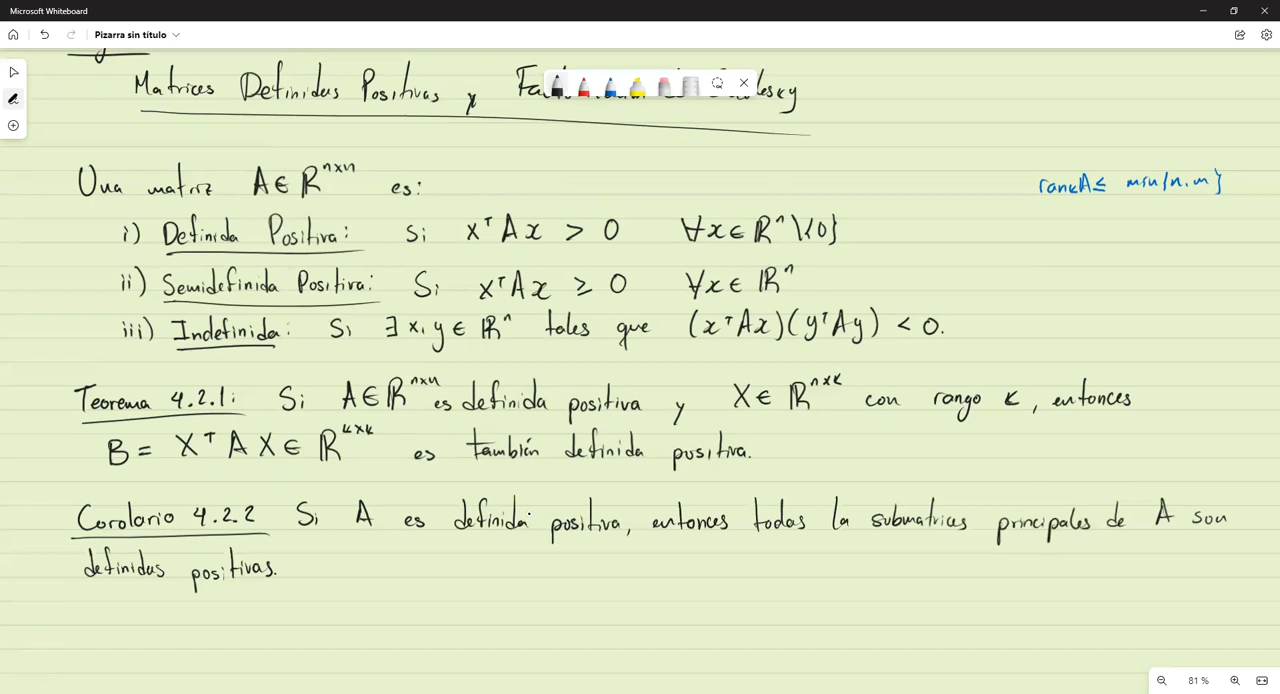 Microsoft Whiteboard
Pizarra sin título
Matrices Definidas Positivas y
Una matriz A ∈ ℝⁿˣⁿ es:
rank A ≤ min{n, m}
i) Definida Positiva: Si xᵀAx > 0 ∀x ∈ ℝⁿ \ {0}
ii) Semidefinida Positiva: Si xᵀAx ≥ 0 ∀x ∈ ℝⁿ
iii) Indefinida: Si ∃ x, y ∈ ℝⁿ tales que (xᵀAx)(yᵀAy) < 0.
Teorema 4.2.1: Si A ∈ ℝⁿˣⁿ es definida positiva y X ∈ ℝⁿˣᵏ con rango k, entonces
B = XᵀAX ∈ ℝᵏˣᵏ es también definida positiva.
Corolario 4.2.2 Si A es definida positiva, entonces todas la submatrices principales de A son
definidas positivas.
81 %